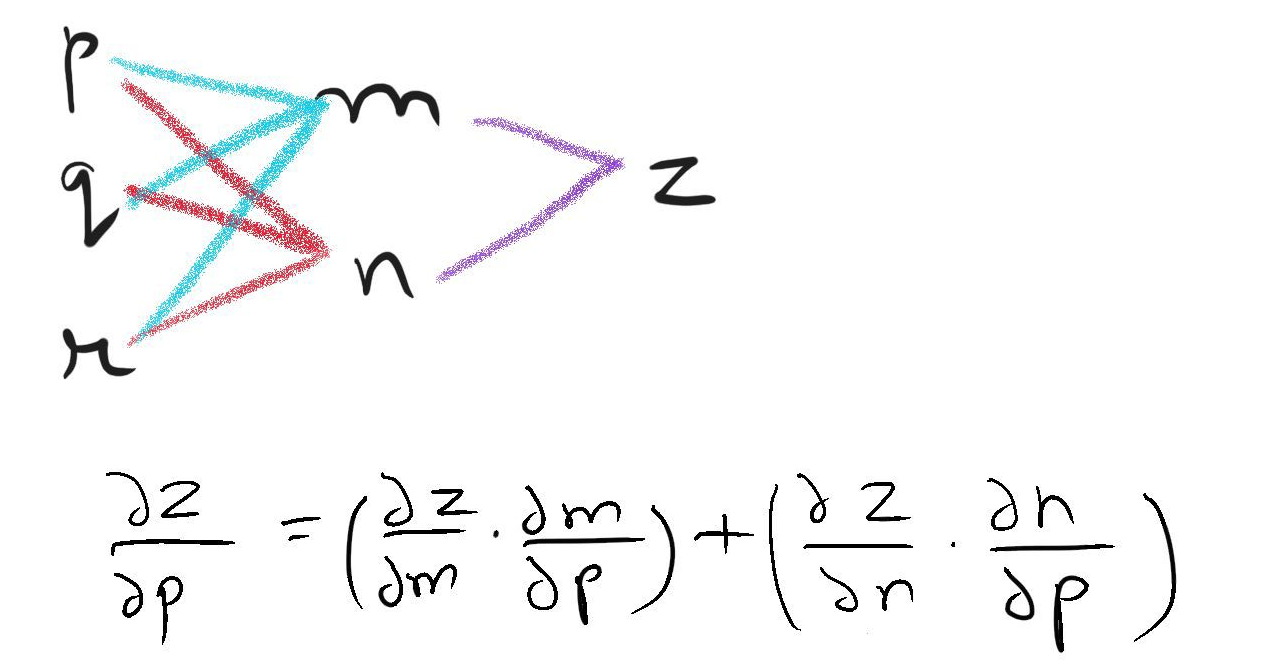 p
m
q
z
n
r
∂z/∂p = (∂z/∂m · ∂m/∂p) + (∂z/∂n · ∂n/∂p)